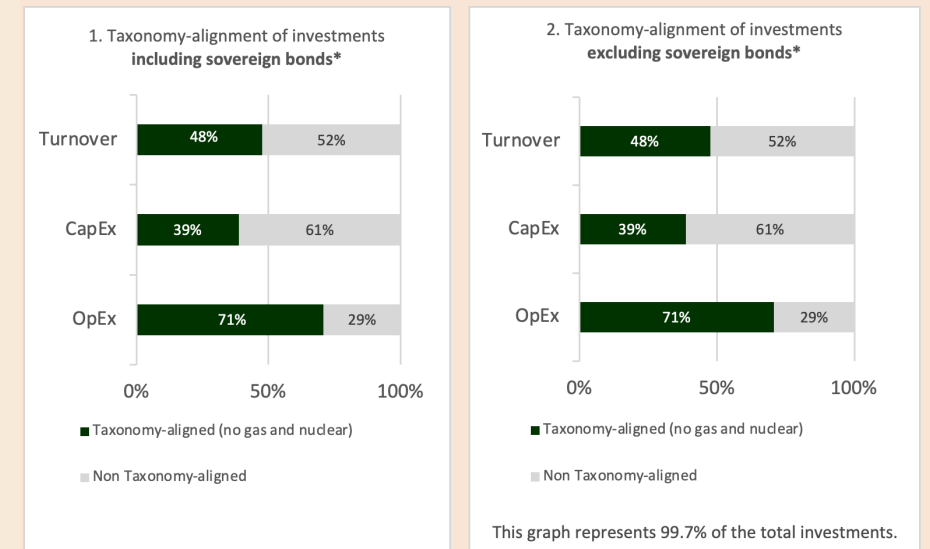 1. Taxonomy-alignment of investments
including sovereign bonds*
Turnover
48%
52%
CapEx
39%
61%
OpEx
71%
29%
0%
50%
100%
Taxonomy-aligned (no gas and nuclear)
Non Taxonomy-aligned
2. Taxonomy-alignment of investments
excluding sovereign bonds*
Turnover
48%
52%
CapEx
39%
61%
OpEx
71%
29%
0%
50%
100%
Taxonomy-aligned (no gas and nuclear)
Non Taxonomy-aligned
This graph represents 99.7% of the total investments.